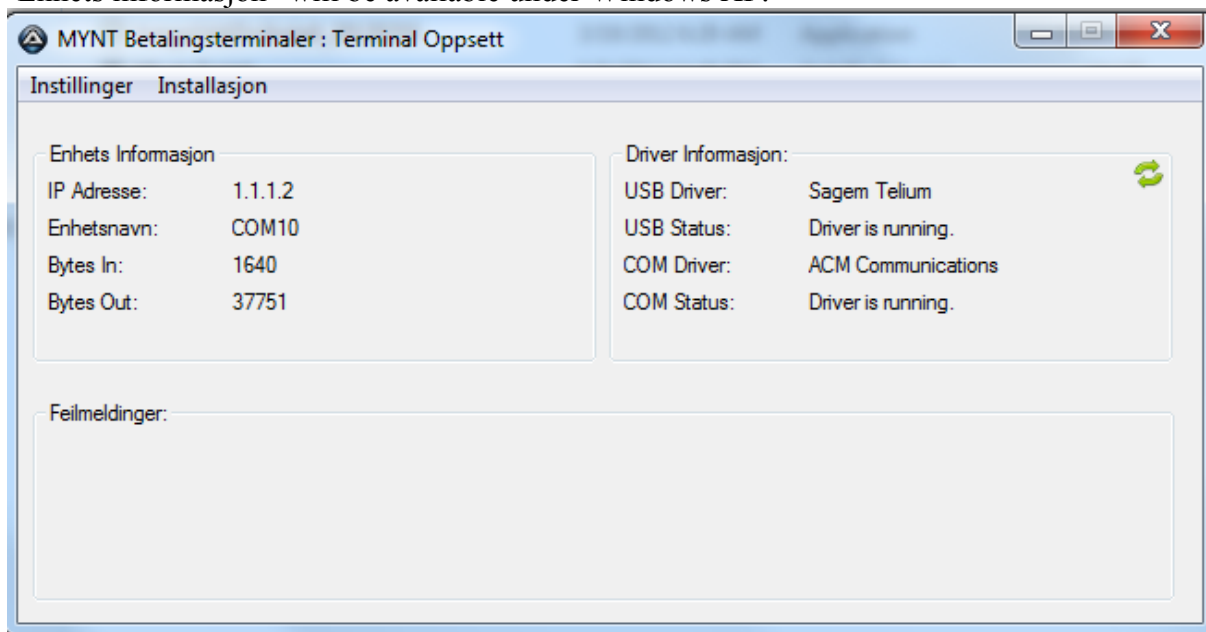 MYNT Betalingsterminaler : Terminal Oppsett
Instillinger Installasjon
Enhets Informasjon
IP Adresse: 1.1.1.2
Enhetsnavn: COM10
Bytes In: 1640
Bytes Out: 37751
Driver Informasjon:
USB Driver: Sagem Telium
USB Status: Driver is running.
COM Driver: ACM Communications
COM Status: Driver is running.
Feilmeldinger: